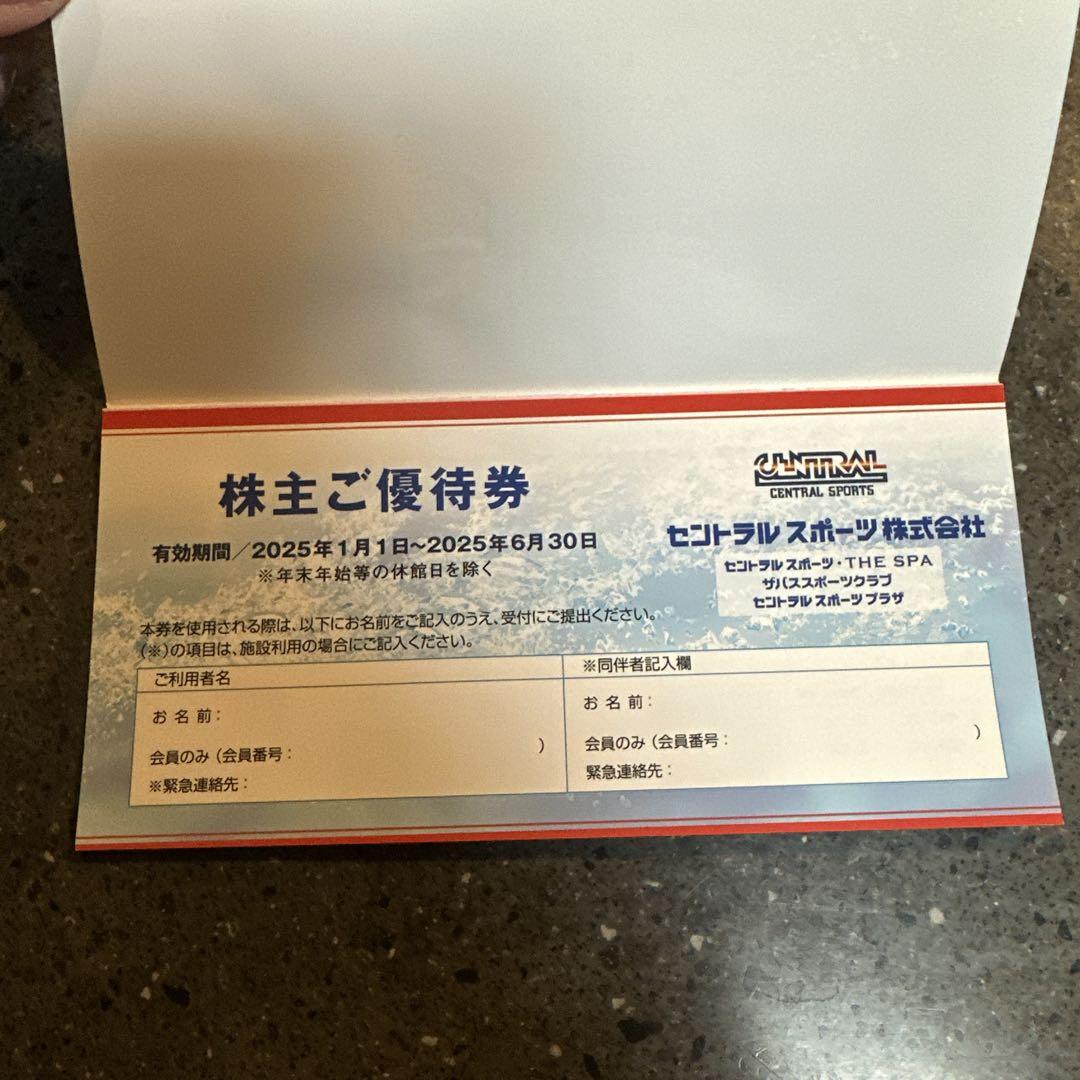 株主ご優待券
有効期間／2025年1月1日~2025年6月30日
※年末年始等の休館日を除く
CENTRAL
CENTRAL SPORTS
セントラルスポーツ株式会社
セントラルスポーツ・THE SPA
ザバススポーツクラブ
セントラルスポーツプラザ
本券を使用される際は、以下にお名前をご記入のうえ、受付にご提出ください。
（※）の項目は、施設利用の場合にご記入ください。
ご利用者名
お 名 前：
会員のみ（会員番号： ）
※緊急連絡先：
※同伴者記入欄
お 名 前：
会員のみ（会員番号： ）
緊急連絡先：